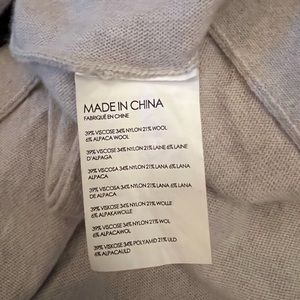 MADE IN CHINA
FABRIQUÉ EN CHINE
39% VISCOSE 34% NYLON 21% WOOL
6% ALPACA WOOL
39% VISCOSE 34% NYLON 21% LAINE 6% LAINE
D'ALPAGA
39% VISCOSA 34% NYLON 21% LANA 6% LANA
ALPACA
39% VISCOSA 34% NYLON 21% LANA 6% LANA
DE ALPACA
39% VISKOSE 34% NYLON 21% WOLLE
6% ALPAKAWOLLE
39% VISCOSE 34% NYLON 21% WOL
6% ALPACAWOL
39% VISKOSE 34% POLYAMID 21% ULD
6% ALPACAULD